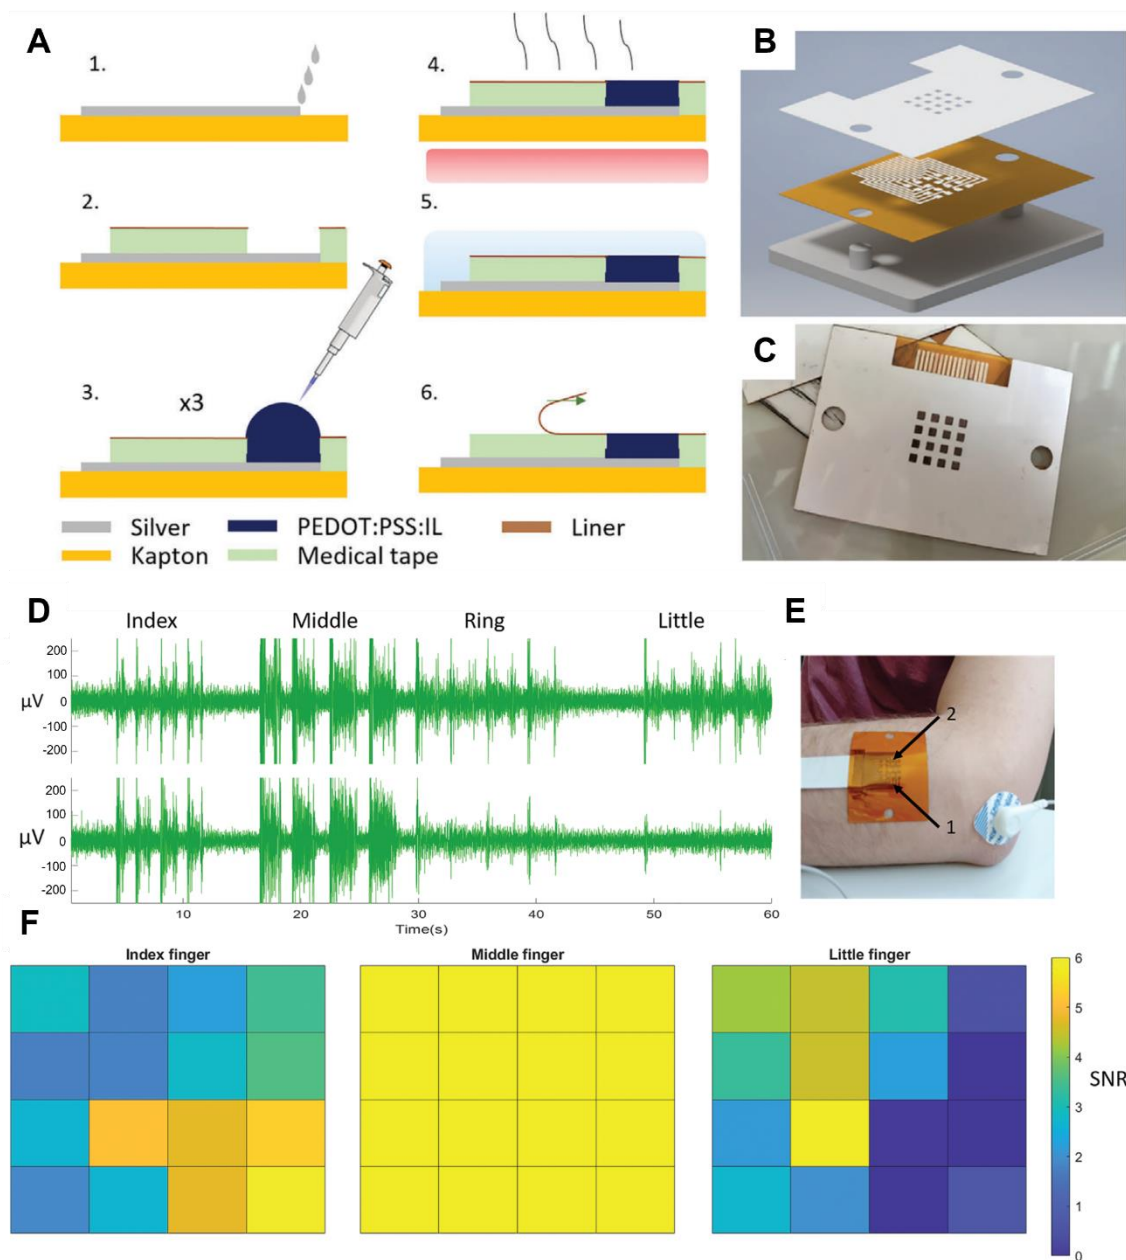 A
1.
4.
B
2.
5.
3.
x3
6.
C
Silver
PEDOT:PSS:IL
Liner
Kapton
Medical tape
D
Index
Middle
Ring
Little
E
200
100
μV
0
-100
-200
200
100
μV
0
-100
-200
10
20
30
40
50
60
Time(s)
2
1
F
Index finger
Middle finger
Little finger
6
5
4
3
2
1
0
SNR